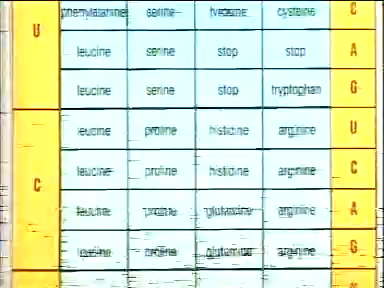 phenylalanine serine tyrosine cysteine C
U
leucine serine stop stop A
leucine serine stop tryptophan G
leucine proline histidine arginine U
leucine proline histidine arginine C
C
leucine proline glutamine arginine A
leucine proline glutamine arginine G